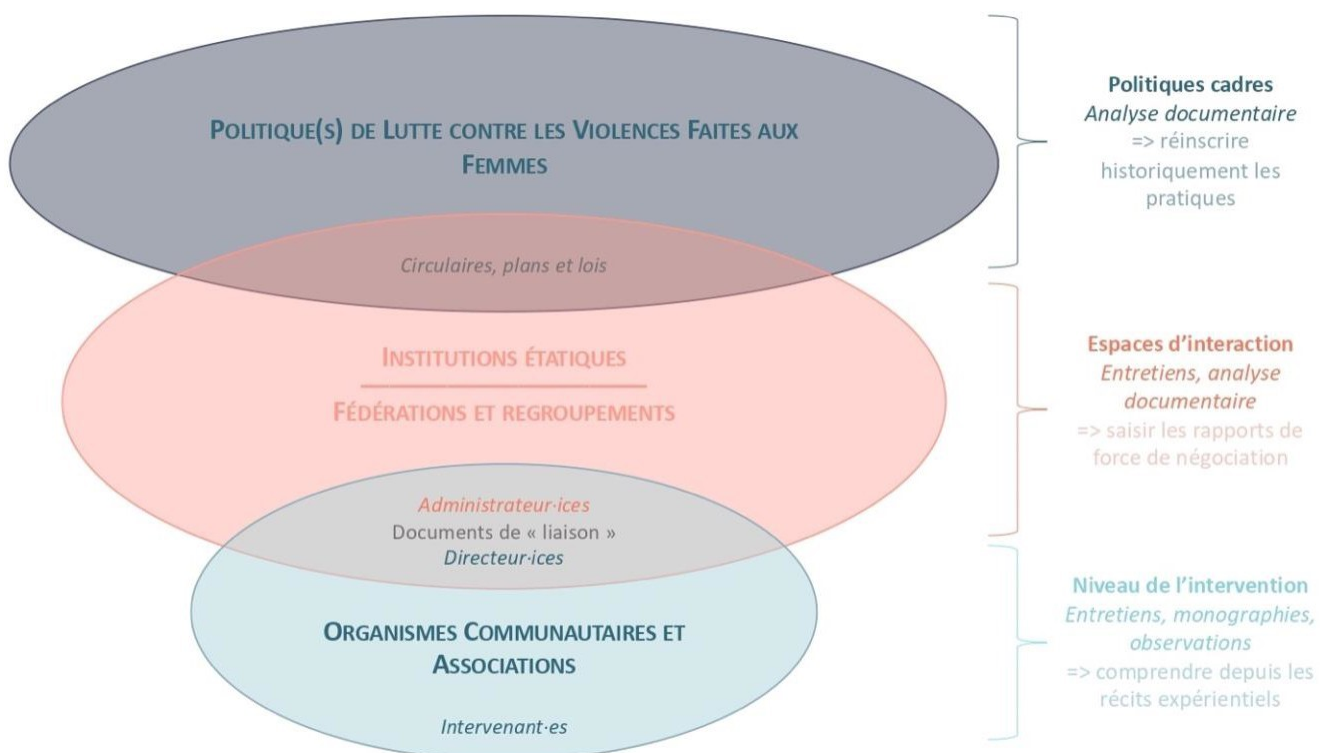 POLITIQUE(S) DE LUTTE CONTRE LES VIOLENCES FAITES AUX
FEMMES
Circulaires, plans et lois
INSTITUTIONS ÉTATIQUES
FÉDÉRATIONS ET REGROUPEMENTS
Administrateur·ices
Documents de « liaison »
Directeur·ices
ORGANISMES COMMUNAUTAIRES ET
ASSOCIATIONS
Intervenant·es
Politiques cadres
Analyse documentaire
=> réinscrire
historiquement les
pratiques
Espaces d’interaction
Entretiens, analyse
documentaire
=> saisir les rapports de
force de négociation
Niveau de l’intervention
Entretiens, monographies,
observations
=> comprendre depuis les
récits expérientiels